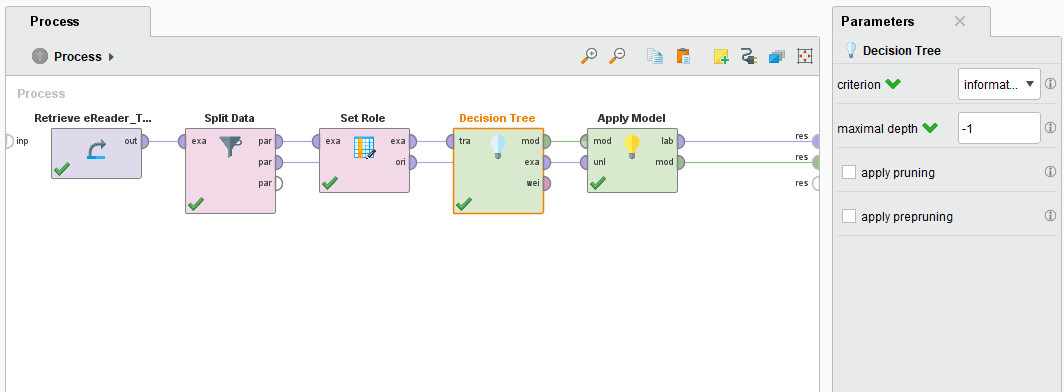 Process
Parameters
Process
Decision Tree
Process
criterion
informat...
Retrieve eReader_T...
Split Data
Set Role
Decision Tree
Apply Model
inp
out
exa
par
exa
exa
tra
mod
mod
lab
res
par
ori
exa
unl
mod
res
par
wei
res
maximal depth
-1
apply pruning
apply prepruning